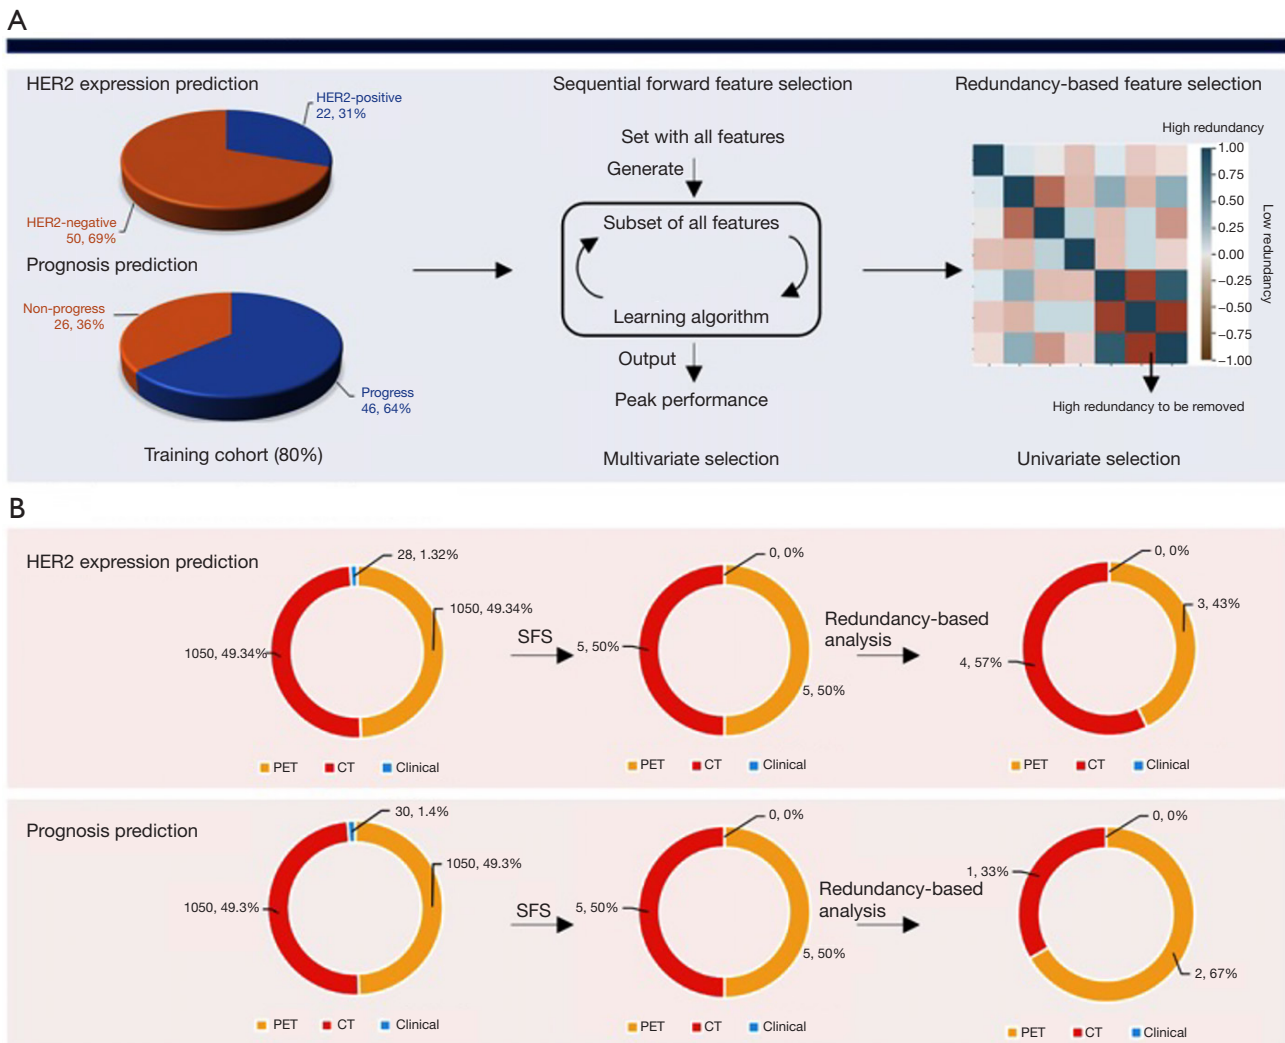 A
HER2 expression prediction
HER2-positive
22, 31%
HER2-negative
50, 69%
Prognosis prediction
Non-progress
26, 36%
Progress
46, 64%
Training cohort (80%)
Sequential forward feature selection
Set with all features
Generate
Subset of all features
Learning algorithm
Output
Peak performance
Multivariate selection
Redundancy-based feature selection
High redundancy
1.00
0.75
0.50
0.25
0.00
−0.25
−0.50
−0.75
−1.00
Low redundancy
High redundancy to be removed
Univariate selection
B
HER2 expression prediction
28, 1.32%
1050, 49.34%
1050, 49.34%
PET CT Clinical
SFS
0, 0%
5, 50%
5, 50%
PET CT Clinical
Redundancy-based
analysis
0, 0%
3, 43%
4, 57%
PET CT Clinical
Prognosis prediction
30, 1.4%
1050, 49.3%
1050, 49.3%
PET CT Clinical
SFS
0, 0%
5, 50%
5, 50%
PET CT Clinical
Redundancy-based
analysis
0, 0%
1, 33%
2, 67%
PET CT Clinical